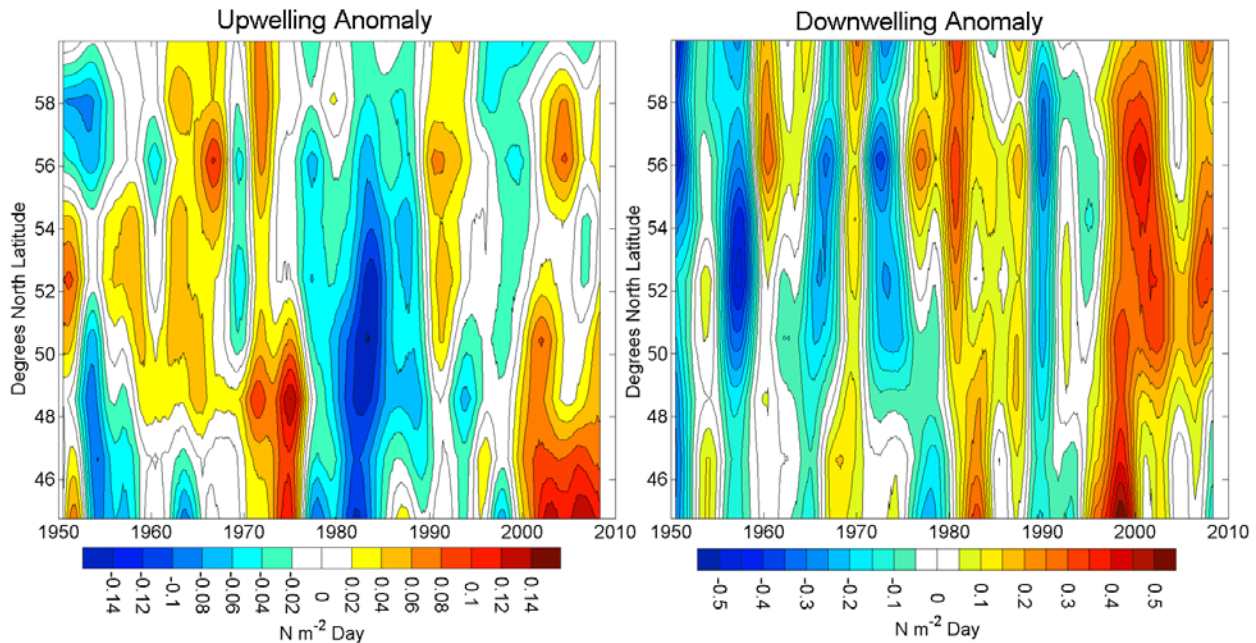 Upwelling Anomaly
Degrees North Latitude
58
56
54
52
50
48
46
1950 1960 1970 1980 1990 2000 2010
-0.14 -0.12 -0.1 -0.08 -0.06 -0.04 -0.02 0 0.02 0.04 0.06 0.08 0.1 0.12 0.14
N m-2 Day
Downwelling Anomaly
Degrees North Latitude
58
56
54
52
50
48
46
1950 1960 1970 1980 1990 2000 2010
-0.5 -0.4 -0.3 -0.2 -0.1 0 0.1 0.2 0.3 0.4 0.5
N m-2 Day